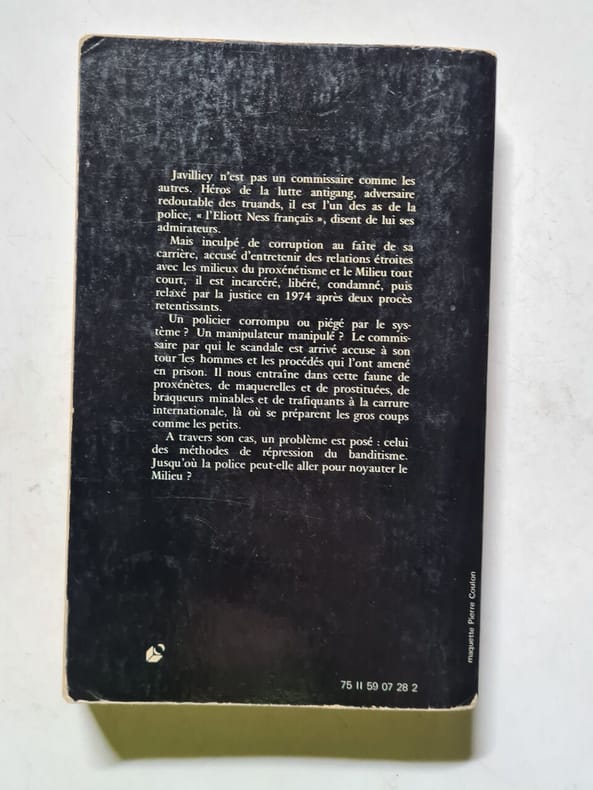 Javilliey n'est pas un commissaire comme les
autres. Héros de la lutte antigang, adversaire
redoutable des truands, il est l'un des as de la
police, « l'Eliott Ness français », disent de lui ses
admirateurs.
Mais inculpé de corruption au faîte de sa
carrière, accusé d'entretenir des relations étroites
avec les milieux du proxénétisme et le Milieu tout
court, il est incarcéré, libéré, condamné, puis
relaxé par la justice en 1974 après deux procès
retentissants.
Un policier corrompu ou piégé par le sys-
tème ? Un manipulateur manipulé ? Le commis-
saire par qui le scandale est arrivé accuse à son
tour les hommes et les procédés qui l'ont amené
en prison. Il nous entraîne dans cette faune de
proxénètes, de maquerelles et de prostituées, de
braqueurs minables et de trafiquants à la carrure
internationale, là où se préparent les gros coups
comme les petits.
A travers son cas, un problème est posé : celui
des méthodes de répression du banditisme.
Jusqu'où la police peut-elle aller pour noyauter le
Milieu ?
maquette Pierre Couton
75 II 59 07 28 2